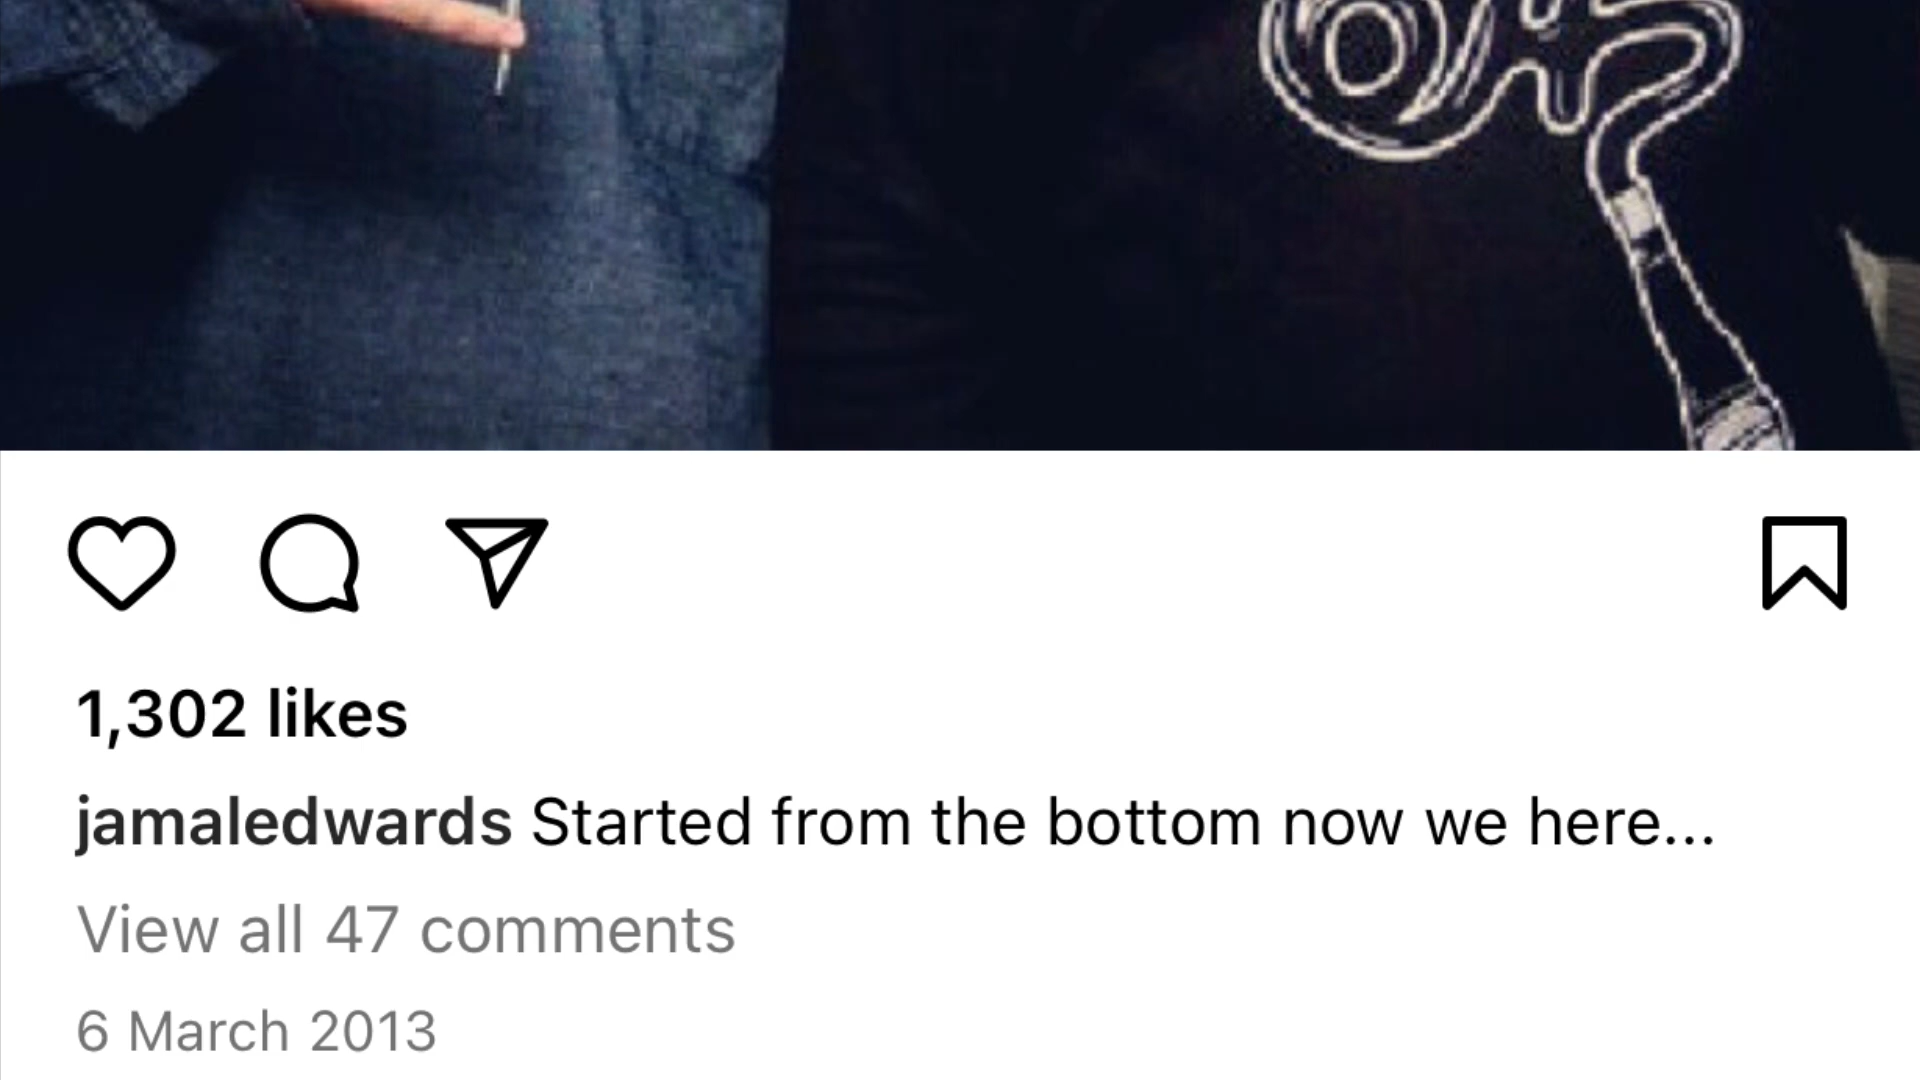 1,302 likes
jamaledwards Started from the bottom now we here...
View all 47 comments
6 March 2013